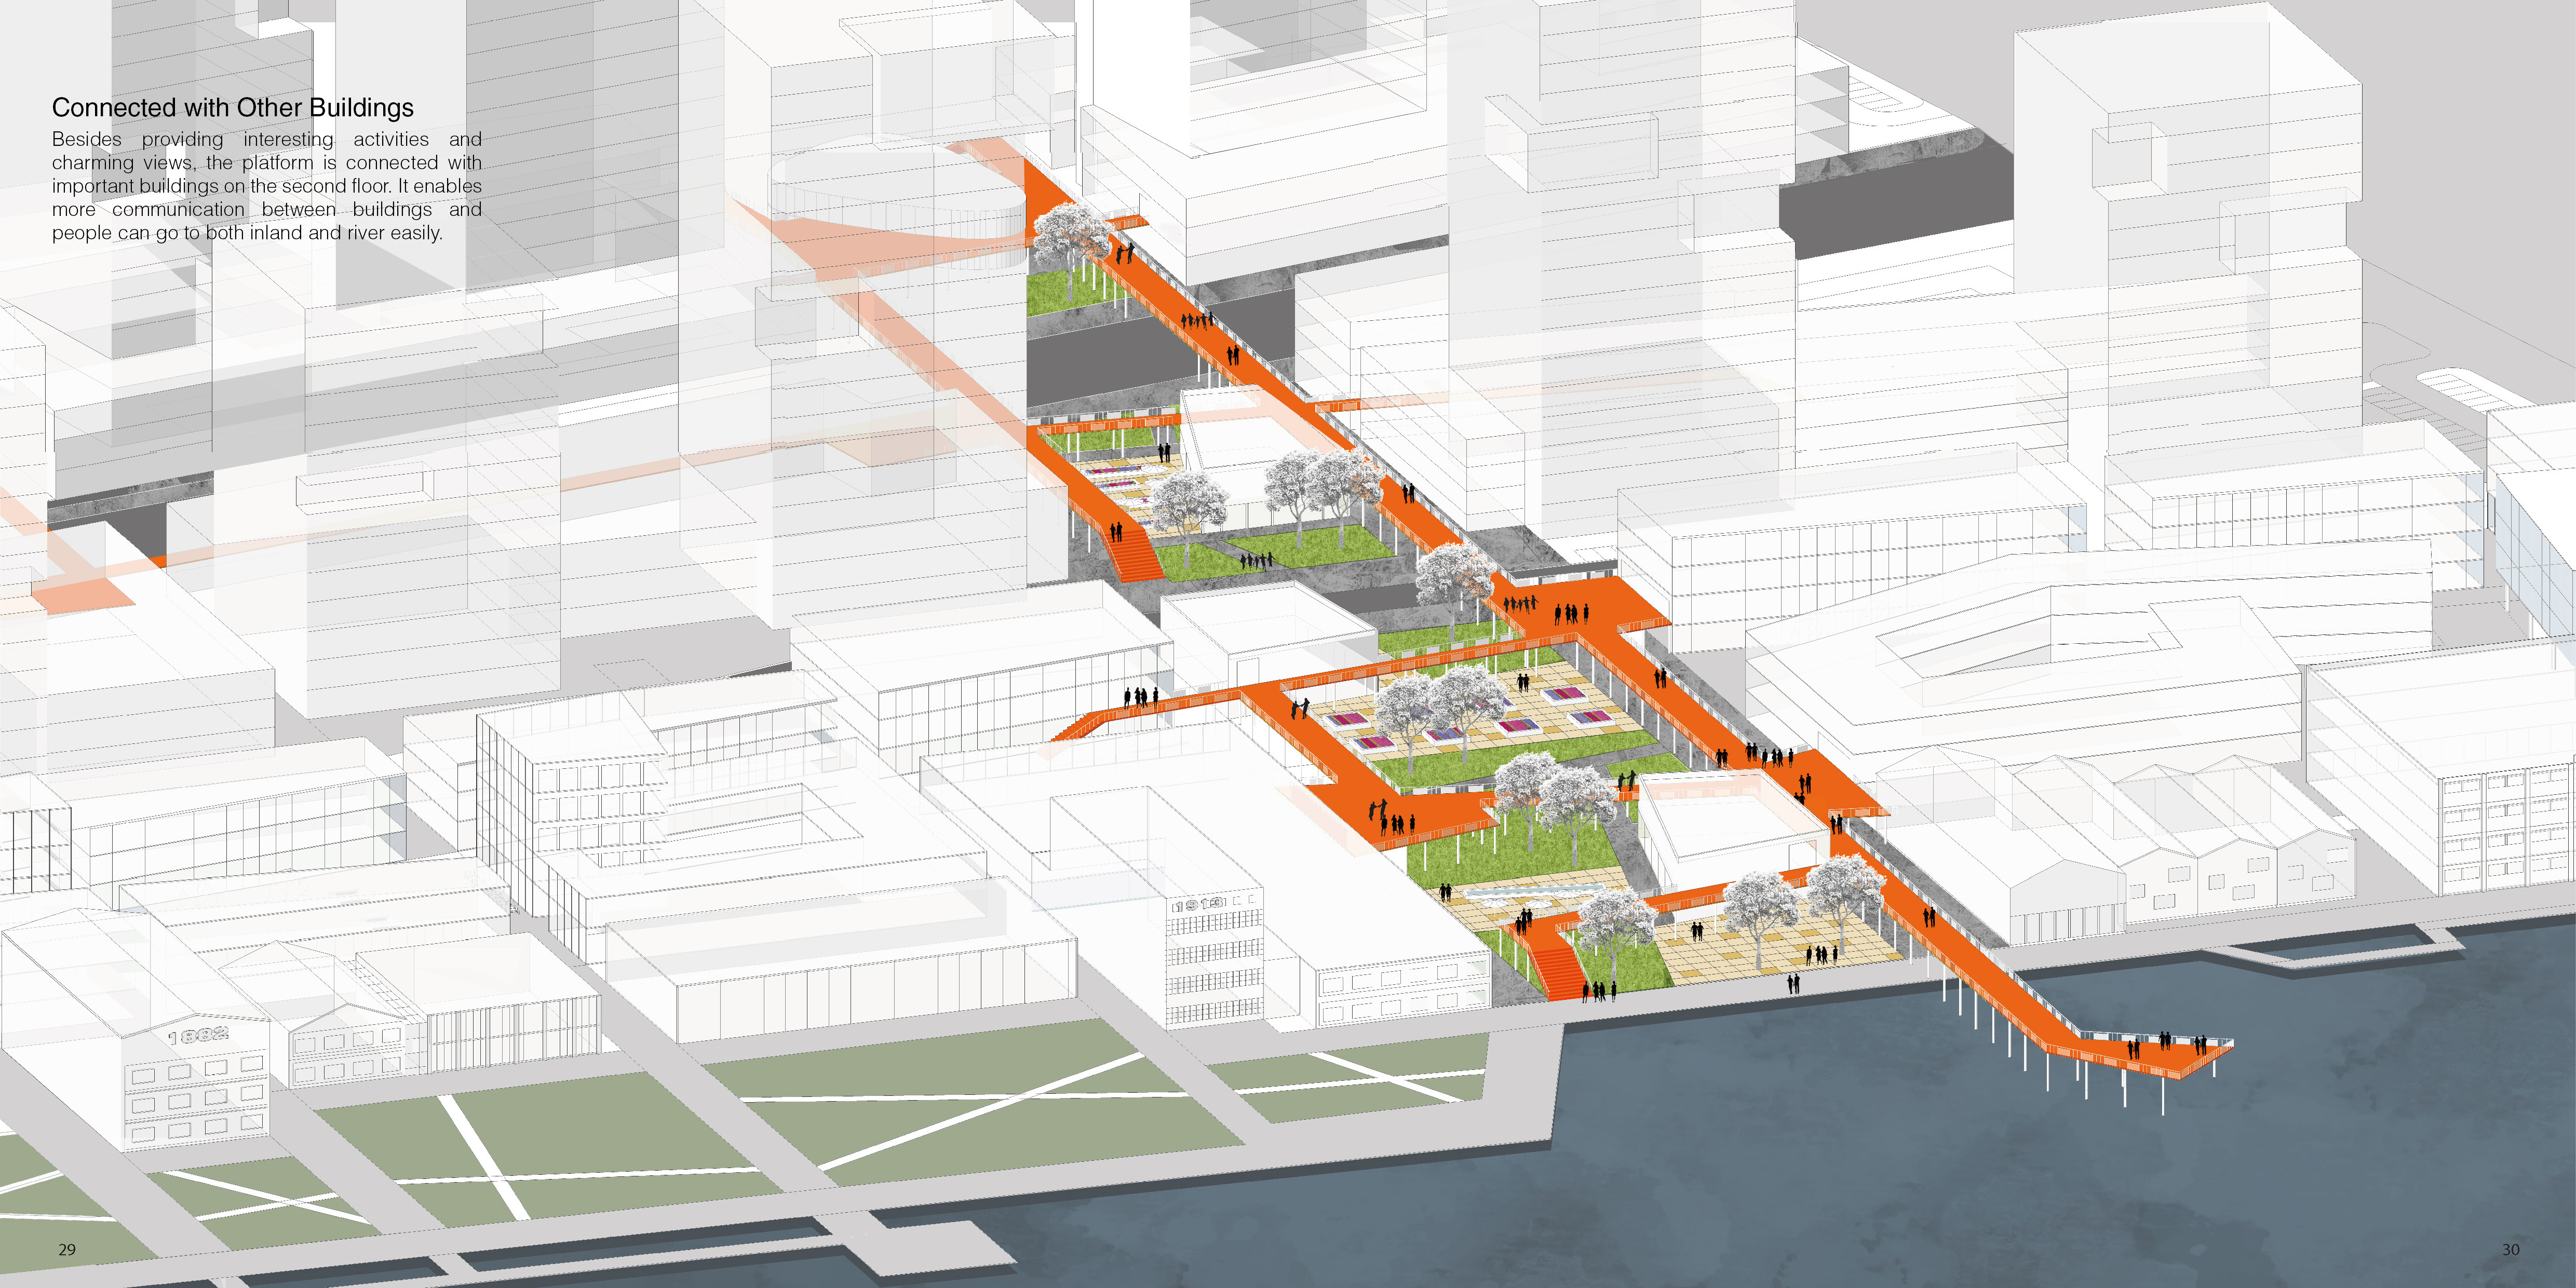 Connected with Other Buildings
Besides providing interesting activities and
charming views, the platform is connected with
important buildings on the second floor. It enables
more communication between buildings and
people can go to both inland and river easily.
1913
1882
29
30